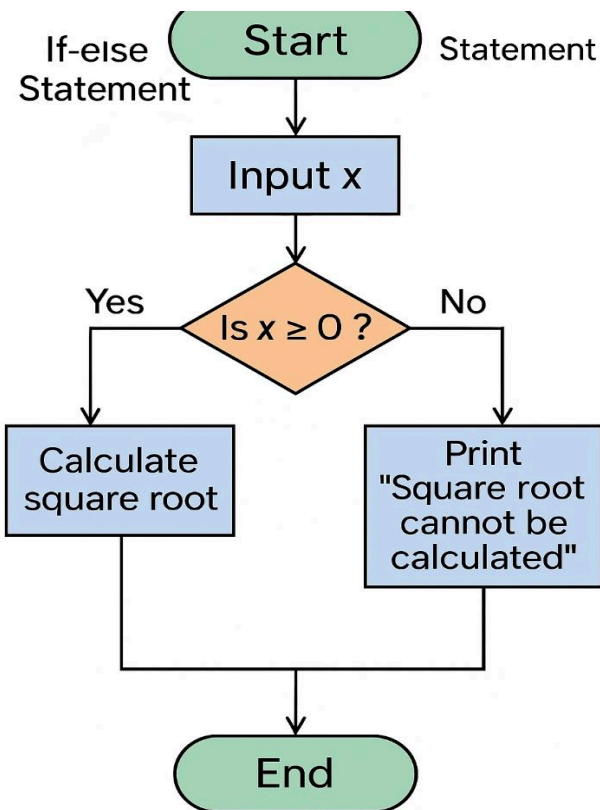 If-else
Statement
Start
Statement
Input x
Is x ≥ 0 ?
Yes
No
Calculate
square root
Print
"Square root
cannot be
calculated"
End